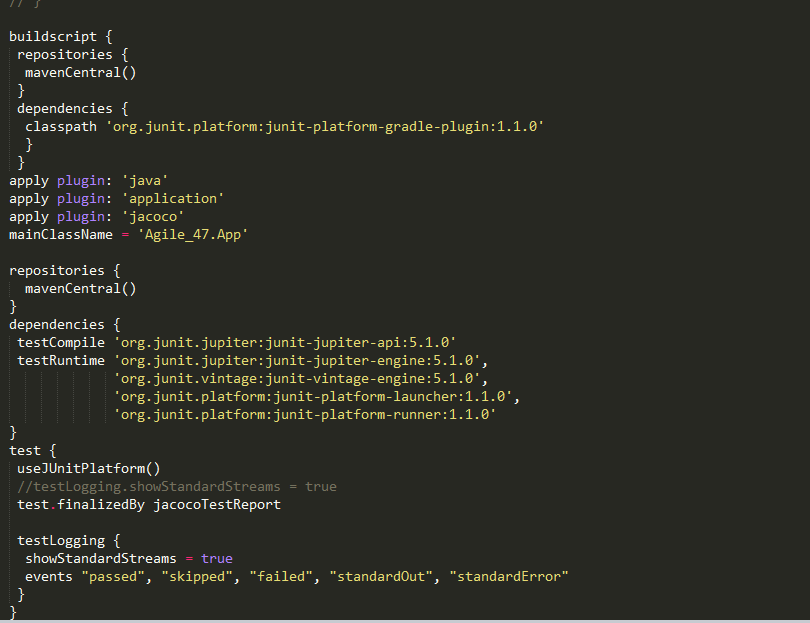 // }
buildscript {
repositories {
mavenCentral()
}
dependencies {
classpath 'org.junit.platform:junit-platform-gradle-plugin:1.1.0'
}
}
apply plugin: 'java'
apply plugin: 'application'
apply plugin: 'jacoco'
mainClassName = 'Agile_47.App'
repositories {
mavenCentral()
}
dependencies {
testCompile 'org.junit.jupiter:junit-jupiter-api:5.1.0'
testRuntime 'org.junit.jupiter:junit-jupiter-engine:5.1.0',
'org.junit.vintage:junit-vintage-engine:5.1.0',
'org.junit.platform:junit-platform-launcher:1.1.0',
'org.junit.platform:junit-platform-runner:1.1.0'
}
test {
useJUnitPlatform()
//testLogging.showStandardStreams = true
test.finalizedBy jacocoTestReport
testLogging {
showStandardStreams = true
events "passed", "skipped", "failed", "standardOut", "standardError"
}
}